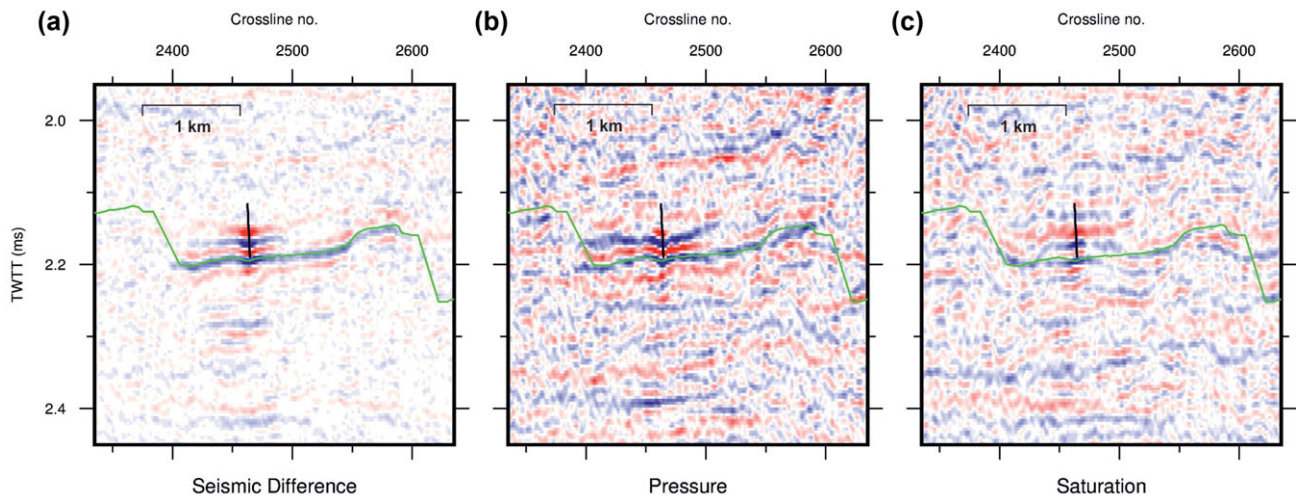 (a) Crossline no. (b) Crossline no. (c) Crossline no.
2400 2500 2600 2400 2500 2600 2400 2500 2600
1 km 1 km 1 km
2.0
2.2
TWTT (ms)
2.4
Seismic Difference Pressure Saturation